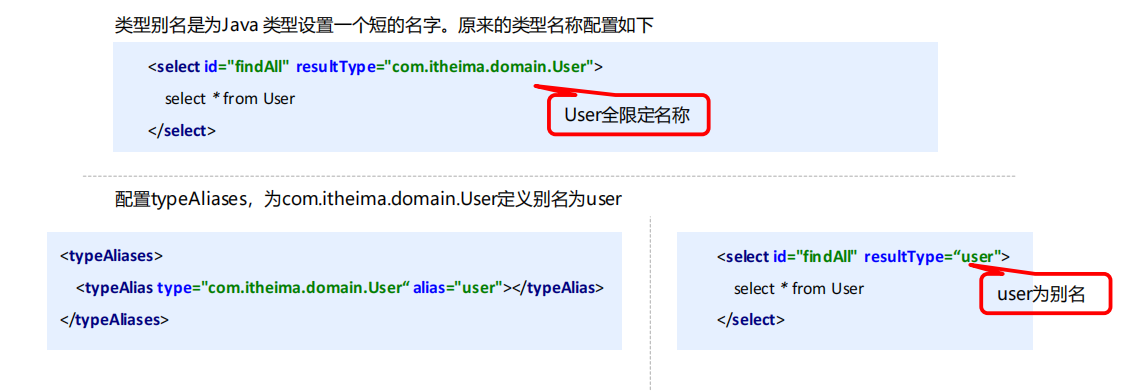 类型别名是为Java 类型设置一个短的名字。原来的类型名称配置如下
<select id="findAll" resultType="com.itheima.domain.User">
select * from User
</select>
User全限定名称
配置typeAliases，为com.itheima.domain.User定义别名为user
<typeAliases>
<typeAlias type="com.itheima.domain.User“ alias="user"></typeAlias>
</typeAliases>
<select id="findAll" resultType=“user">
select * from User
</select>
user为别名